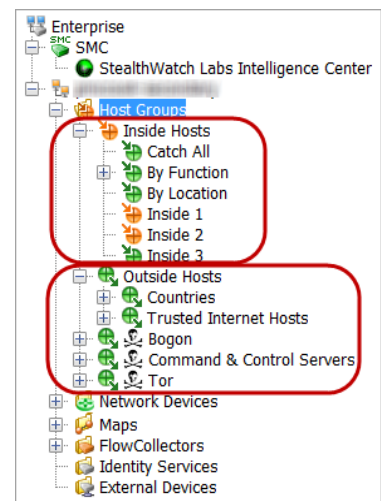 Enterprise
SMC
SMC
StealthWatch Labs Intelligence Center
Host Groups
Inside Hosts
Catch All
By Function
By Location
Inside 1
Inside 2
Inside 3
Outside Hosts
Countries
Trusted Internet Hosts
Bogon
Command & Control Servers
Tor
Network Devices
Maps
FlowCollectors
Identity Services
External Devices